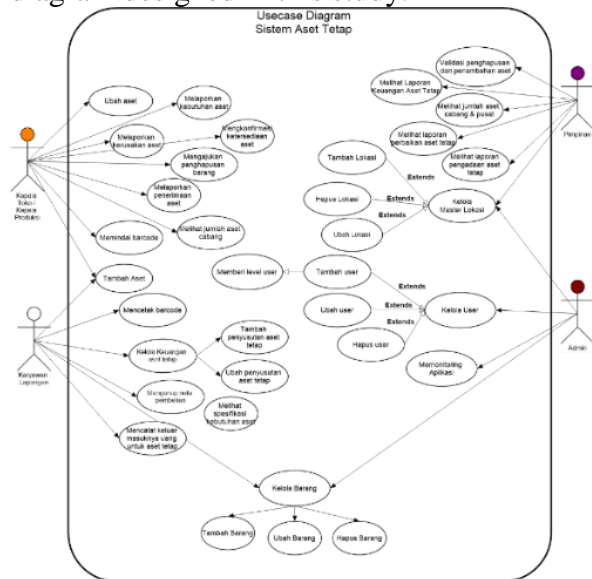 diagram designed in this study.
Usecase Diagram
Sistem Aset Tetap
Ubah aset
Melaporkan
kebutuhan aset
Melaporkan
kerusakan aset
Mengkonfirmasi
ketersediaan
aset
Mengajukan
penghapusan
barang
Melaporkan
penerimaan
aset
Memindai barcode
Melihat jumlah aset
cabang
Tambah Aset
Kepala
Toko /
Kepala
Produksi
Mencetak barcode
Kelola Keuangan
aset tetap
Tambah
penyusutan aset
tetap
Ubah penyusutan
aset tetap
nota
pembelian
Melihat
spesifikasi
kebutuhan aset
Mencatat keluar
masuknya uang
untuk aset tetap
Karyawan
Lapangan
Validasi penghapusan
dan penambahan aset
Melihat Laporan
Keuangan Aset Tetap
Melihat jumlah aset
cabang & pusat
Melihat laporan
perbaikan aset tetap
Melihat laporan
pengadaan aset
tetap
Pimpinan
Tambah Lokasi
Extends
Hapus Lokasi
Extends
Kelola
Master Lokasi
Extends
Ubah Lokasi
Memberi level user
Tambah user
Extends
Ubah user
Extends
Kelola User
Extends
Hapus user
Admin
Memonitoring
Aplikasi
Kelola Barang
Tambah Barang
Ubah Barang
Hapus Barang